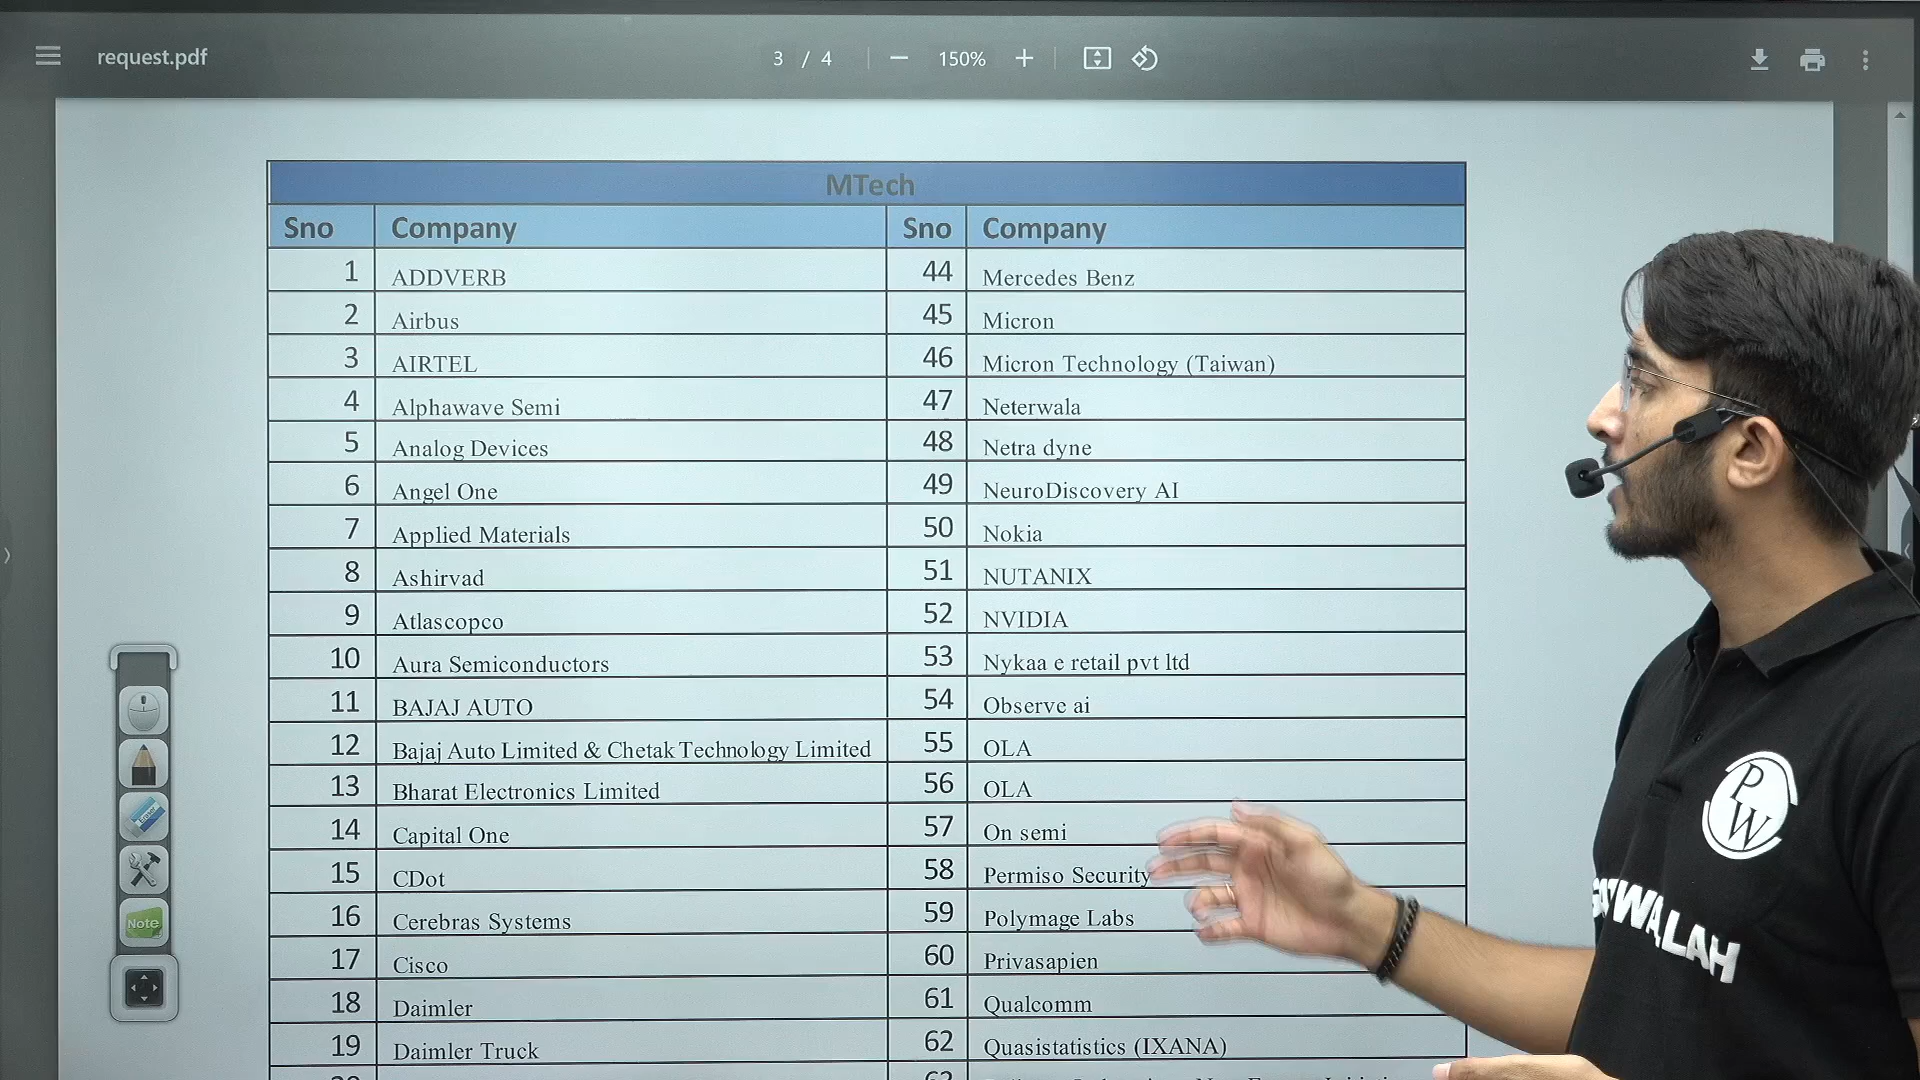 request.pdf
3 / 4
150%
MTech
Sno Company Sno Company
1 ADDVERB 44 Mercedes Benz
2 Airbus 45 Micron
3 AIRTEL 46 Micron Technology (Taiwan)
4 Alphawave Semi 47 Neterwala
5 Analog Devices 48 Netra dyne
6 Angel One 49 NeuroDiscovery AI
7 Applied Materials 50 Nokia
8 Ashirvad 51 NUTANIX
9 Atlascopco 52 NVIDIA
10 Aura Semiconductors 53 Nykaa e retail pvt ltd
11 BAJAJ AUTO 54 Observe ai
12 Bajaj Auto Limited & Chetak Technology Limited 55 OLA
13 Bharat Electronics Limited 56 OLA
14 Capital One 57 On semi
15 CDot 58 Permiso Security
16 Cerebras Systems 59 Polymage Labs
17 Cisco 60 Privasapien
18 Daimler 61 Qualcomm
19 Daimler Truck 62 Quasistatistics (IXANA)
Eraser
Note
PW